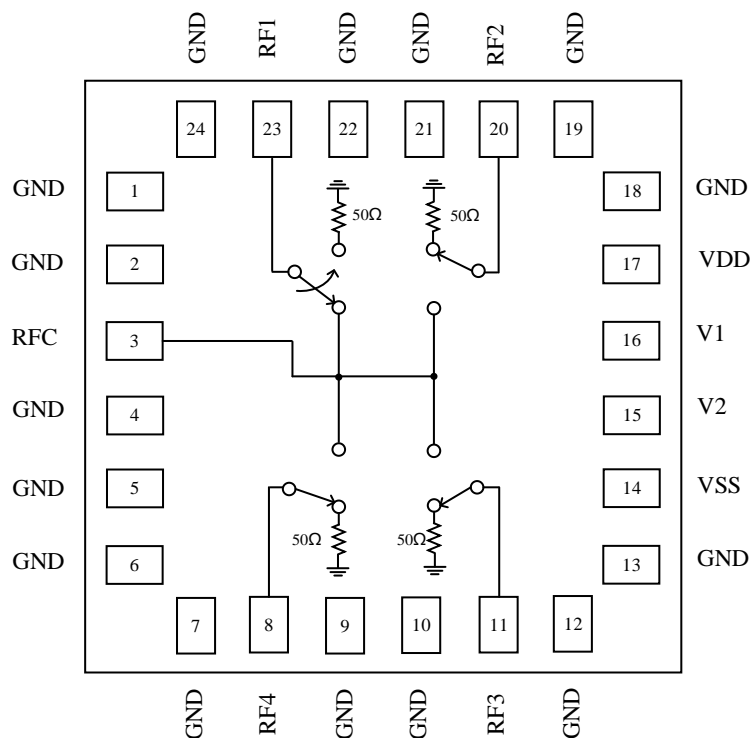 GND RF1 GND GND RF2 GND
24 23 22 21 20 19
GND 1 18 GND
50Ω 50Ω
GND 2 17 VDD
RFC 3 16 V1
GND 4 15 V2
GND 5 14 VSS
50Ω 50Ω
GND 6 13 GND
7 8 9 10 11 12
GND RF4 GND GND RF3 GND